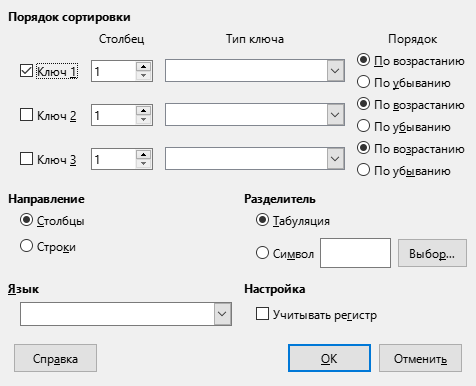 Порядок сортировки
Столбец Тип ключа Порядок
Ключ 1 1 По возрастанию
По убыванию
Ключ 2 1 По возрастанию
По убыванию
Ключ 3 1 По возрастанию
По убыванию
Направление Разделитель
Столбцы Табуляция
Строки Символ Выбор...
Язык Настройка
Учитывать регистр
Справка ОК Отменить